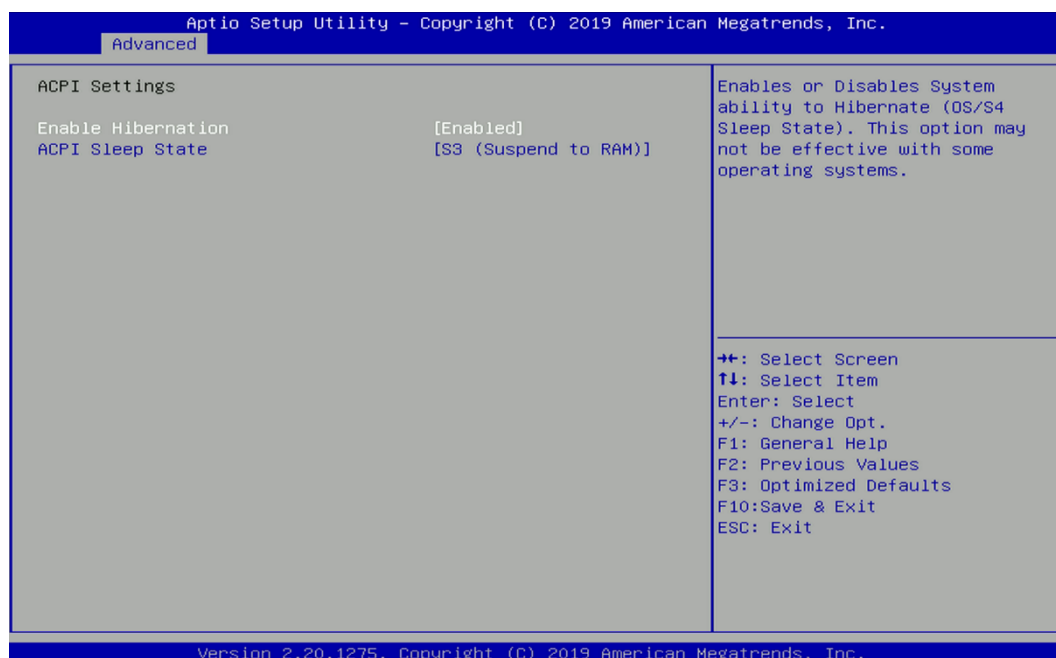 Aptio Setup Utility – Copyright (C) 2019 American Megatrends, Inc.
Advanced
ACPI Settings
Enable Hibernation [Enabled]
ACPI Sleep State [S3 (Suspend to RAM)]
Enables or Disables System
ability to Hibernate (OS/S4
Sleep State). This option may
not be effective with some
operating systems.
→←: Select Screen
↑↓: Select Item
Enter: Select
+/-: Change Opt.
F1: General Help
F2: Previous Values
F3: Optimized Defaults
F10:Save & Exit
ESC: Exit
Version 2.20.1275. Copyright (C) 2019 American Megatrends, Inc.